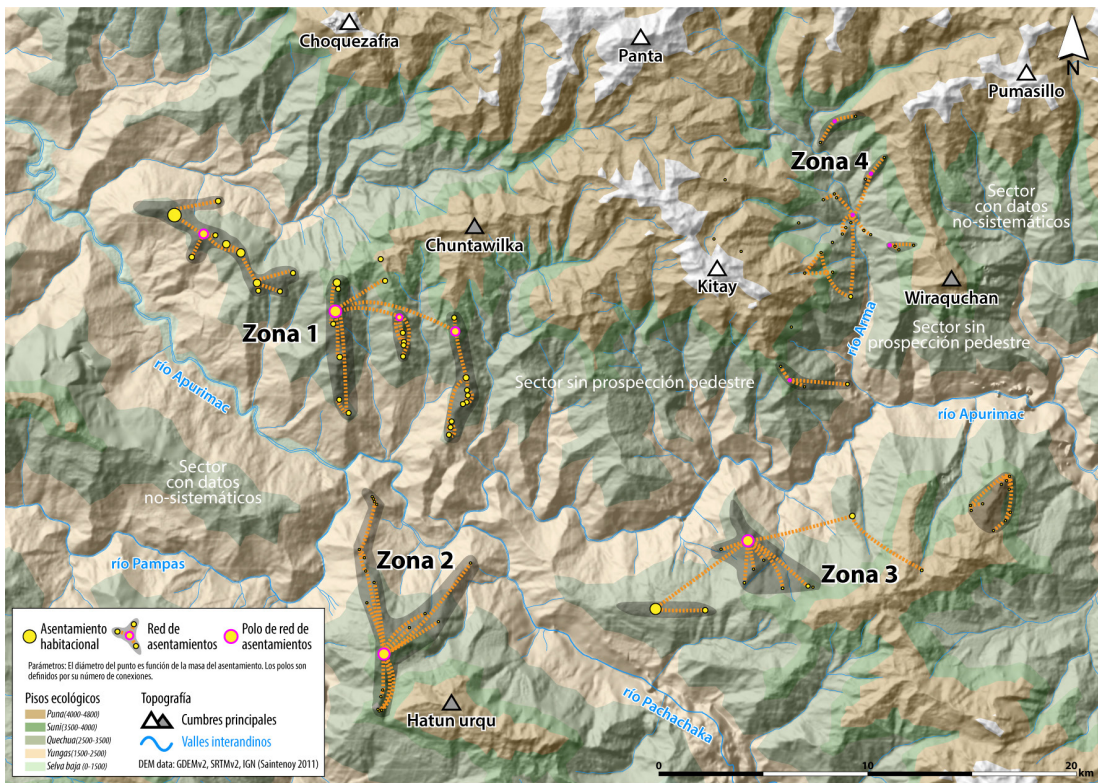 Choquezafra
Panta
N
Pumasillo
Zona 4
Sector
con datos
no-sistemáticos
Chuntawilka
Kitay
Wiraquchan
Zona 1
río Arma
Sector sin
prospección pedestre
río Apurimac
Sector sin prospección pedestre
río Apurimac
Sector
con datos
no-sistemáticos
río Pampas
Zona 2
Zona 3
río Pachachaka
Hatun urqu
Asentamiento
habitacional
Red de
asentamientos
Polo de red de
asentamientos
Parámetros: El diámetro del punto es función de la masa del asentamiento. Los polos son
definidos por su número de conexiones.
Pisos ecológicos
Puna(4000-4800)
Suni(3500-4000)
Quechua(2500-3500)
Yungas(1500-2500)
Selva baja (0-1500)
Topografía
Cumbres principales
Valles interandinos
DEM data: GDEMv2, SRTMv2, IGN (Saintenoy 2011)
0
10
20
km